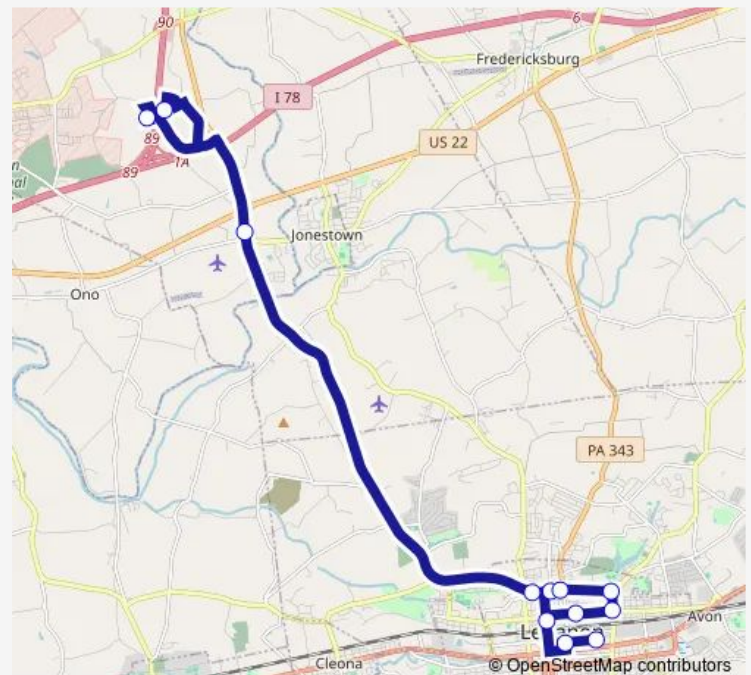 90
6
Fredericksburg
I 78
89
1A
89
US 22
Jonestown
Ono
PA 343
Avon
Cleona
© OpenStreetMap contributors